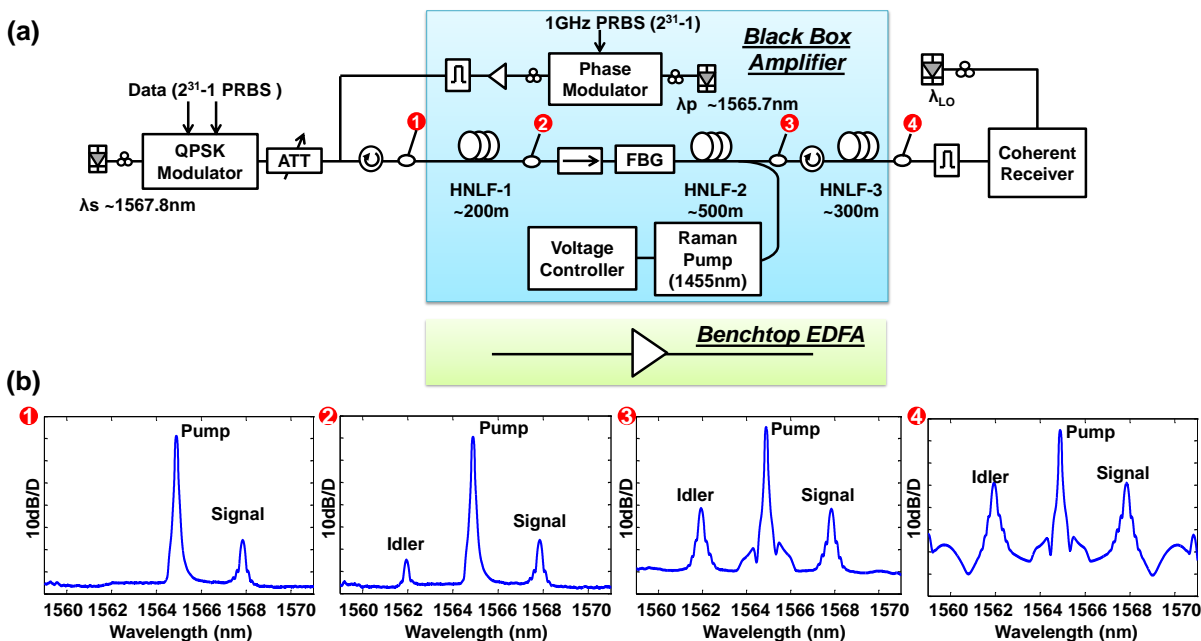 (a)
1GHz PRBS (2³¹-1)
Black Box
Amplifier
Phase
Modulator
λp ~1565.7nm
Data (2³¹-1 PRBS )
QPSK
Modulator
ATT
λs ~1567.8nm
1
2
3
4
λLO
Coherent
Receiver
FBG
HNLF-1
~200m
HNLF-2
~500m
HNLF-3
~300m
Voltage
Controller
Raman
Pump
(1455nm)
Benchtop EDFA
(b)
1
Pump
Signal
10dB/D
1560 1562 1564 1566 1568 1570
Wavelength (nm)
2
Pump
Idler
Signal
10dB/D
1560 1562 1564 1566 1568 1570
Wavelength (nm)
3
Pump
Idler
Signal
10dB/D
1560 1562 1564 1566 1568 1570
Wavelength (nm)
4
Pump
Idler
Signal
10dB/D
1560 1562 1564 1566 1568 1570
Wavelength (nm)